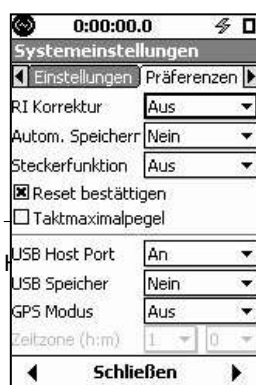 0:00:00.0
Systemeinstellungen
Einstellungen Präferenzen
RI Korrektur Aus
Autom. Speicherr Nein
Steckerfunktion Aus
Reset bestättigen
Taktmaximalpegel
USB Host Port An
USB Speicher Nein
GPS Modus Aus
Zeitzone (h:m) 1 0
Schließen